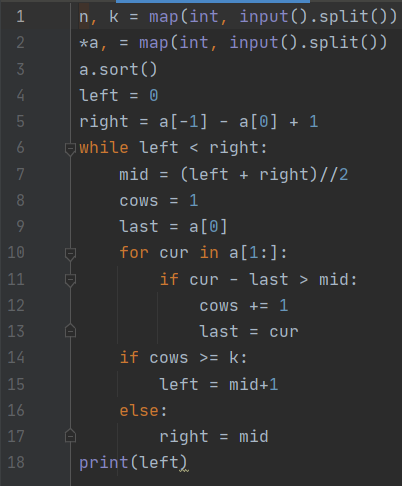 1 n, k = map(int, input().split())
2 *a, = map(int, input().split())
3 a.sort()
4 left = 0
5 right = a[-1] - a[0] + 1
6 while left < right:
7     mid = (left + right)//2
8     cows = 1
9     last = a[0]
10     for cur in a[1:]:
11         if cur - last > mid:
12             cows += 1
13             last = cur
14     if cows >= k:
15         left = mid+1
16     else:
17         right = mid
18 print(left)